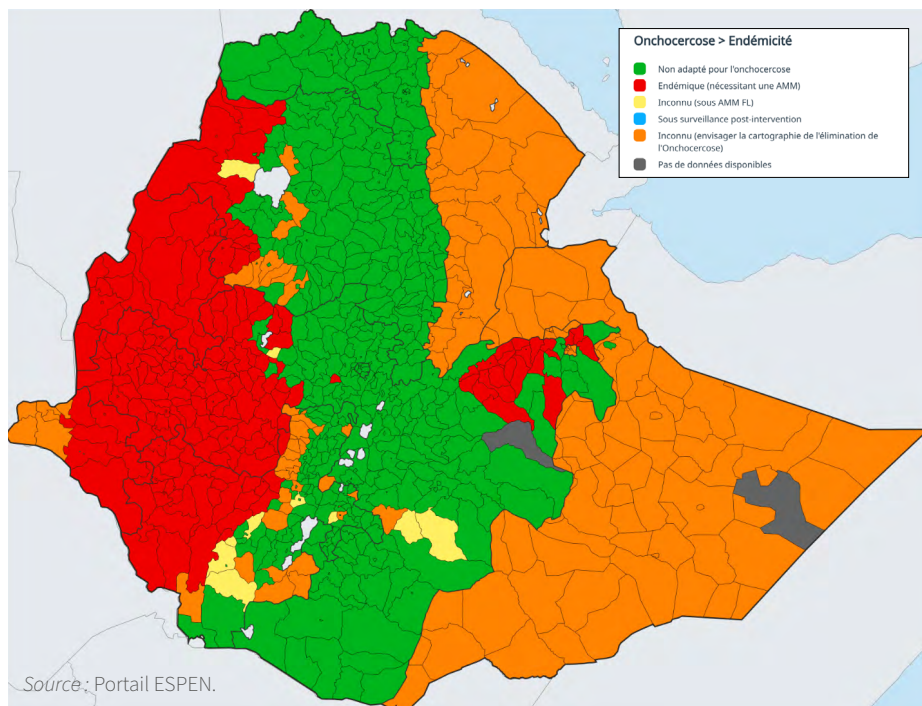 Onchocercose > Endémicité
Non adapté pour l'onchocercose
Endémique (nécessitant une AMM)
Inconnu (sous AMM FL)
Sous surveillance post-intervention
Inconnu (envisager la cartographie de l'élimination de
l'Onchocercose)
Pas de données disponibles
Source : Portail ESPEN.